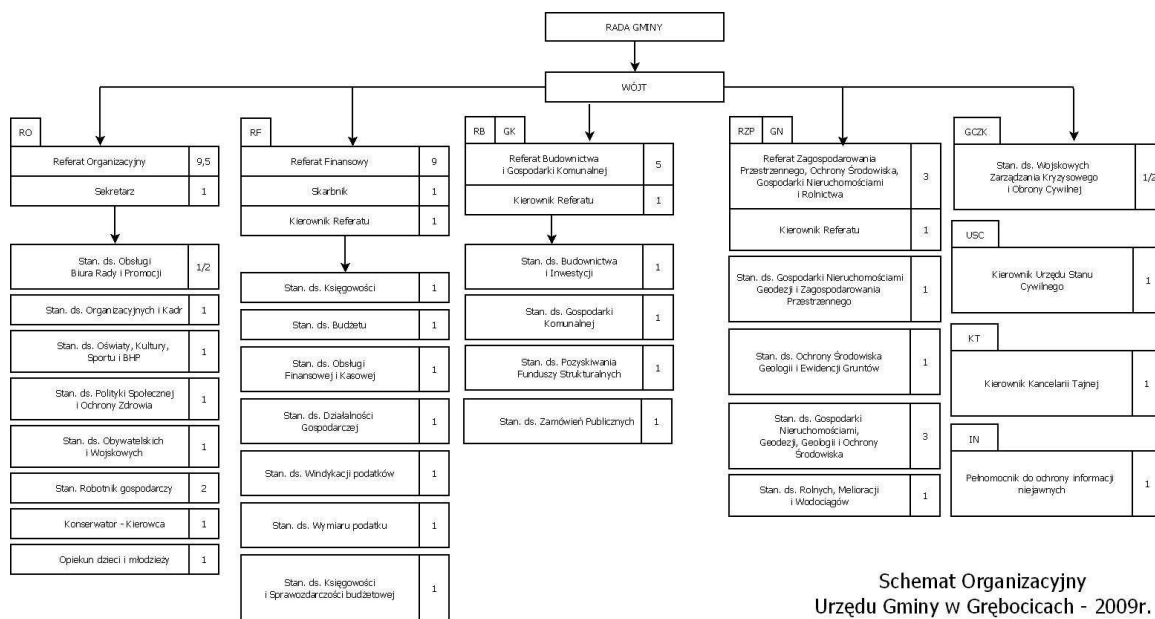 RADA GMINY
WÓJT
RO
Referat Organizacyjny 9,5
Sekretarz 1
Stan. ds. Obsługi
Biura Rady i Promocji 1/2
Stan. ds. Organizacyjnych i Kadr 1
Stan. ds. Oświaty, Kultury,
Sportu i BHP 1
Stan. ds. Polityki Społecznej
i Ochrony Zdrowia 1
Stan. ds. Obywatelskich
i Wojskowych 1
Stan. Robotnik gospodarczy 2
Konserwator - Kierowca 1
Opiekun dzieci i młodzieży 1
RF
Referat Finansowy 9
Skarbnik 1
Kierownik Referatu 1
Stan. ds. Księgowości 1
Stan. ds. Budżetu 1
Stan. ds. Obsługi
Finansowej i Kasowej 1
Stan. ds. Działalności
Gospodarczej 1
Stan. ds. Windykacji podatków 1
Stan. ds. Wymiaru podatku 1
Stan. ds. Księgowości
i Sprawozdarczości budżetowej 1
RB GK
Referat Budownictwa
i Gospodarki Komunalnej 5
Kierownik Referatu 1
Stan. ds. Budownictwa
i Inwestycji 1
Stan. ds. Gospodarki
Komunalnej 1
Stan. ds. Pozyskiwania
Funduszy Strukturalnych 1
Stan. ds. Zamówień Publicznych 1
RZP GN
Referat Zagospodarowania
Przestrzennego, Ochrony Środowiska,
Gospodarki Nieruchomościami
i Rolnictwa 3
Kierownik Referatu 1
Stan. ds. Gospodarki Nieruchomościami
Geodezji i Zagospodarowania
Przestrzennego 1
Stan. ds. Ochrony Środowiska
Geologii i Ewidencji Gruntów 1
Stan. ds. Gospodarki
Nieruchomościami,
Geodezji, Geologii i Ochrony
Środowiska 3
Stan. ds. Rolnych, Melioracji
i Wodociągów 1
GCZK
Stan. ds. Wojskowych
Zarządzania Kryzysowego
i Obrony Cywilnej 1/2
USC
Kierownik Urzędu Stanu
Cywilnego 1
KT
Kierownik Kancelarii Tajnej 1
IN
Pełnomocnik do ochrony informacji
niejawnych 1
Schemat Organizacyjny
Urzędu Gminy w Grębocicach - 2009r.